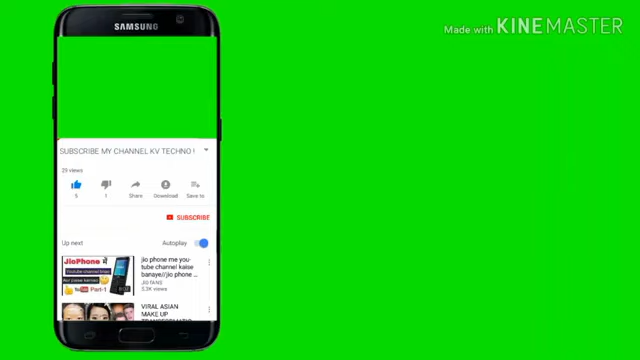 Made with KINEMASTER
SAMSUNG
SUBSCRIBE MY CHANNEL KV TECHNO !
29 views
5
1
Share
Download
Save to
SUBSCRIBE
Up next
Autoplay
JioPhone में
Youtube channel
Part-1
jio phone me you-
tube channel kaise
banaye//jio phone
...
JIO FANS
5.3K views
VIRAL ASIAN
MAKE UP